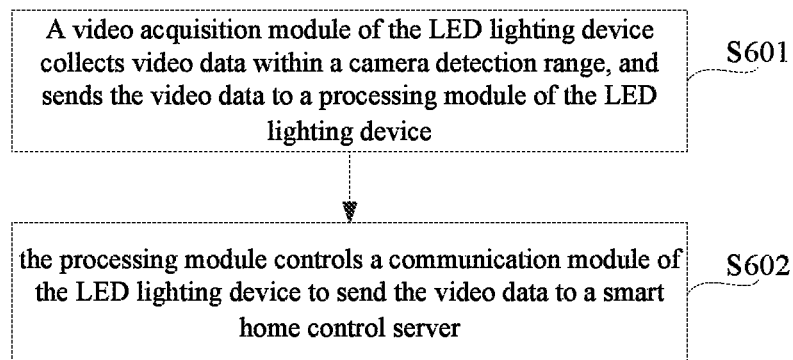 A video acquisition module of the LED lighting device
collects video data within a camera detection range, and
sends the video data to a processing module of the LED
lighting device
S601
the processing module controls a communication module of
the LED lighting device to send the video data to a smart
home control server
S602